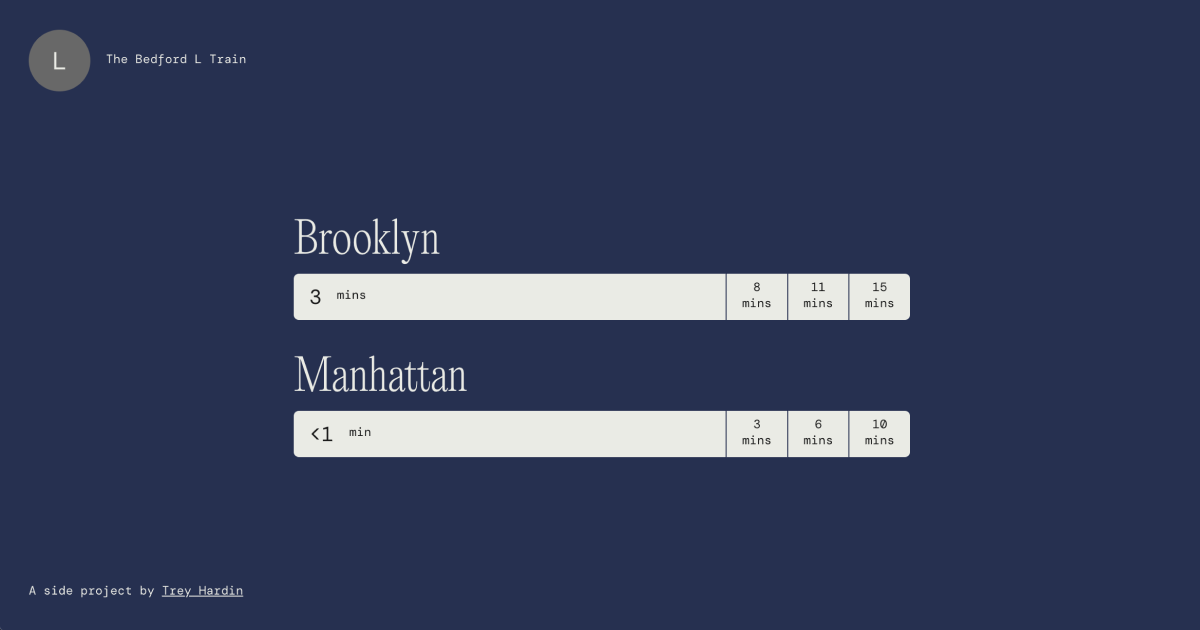 L
The Bedford L Train
Brooklyn
3 mins
8 mins
11 mins
15 mins
Manhattan
<1 min
3 mins
6 mins
10 mins
A side project by Trey Hardin